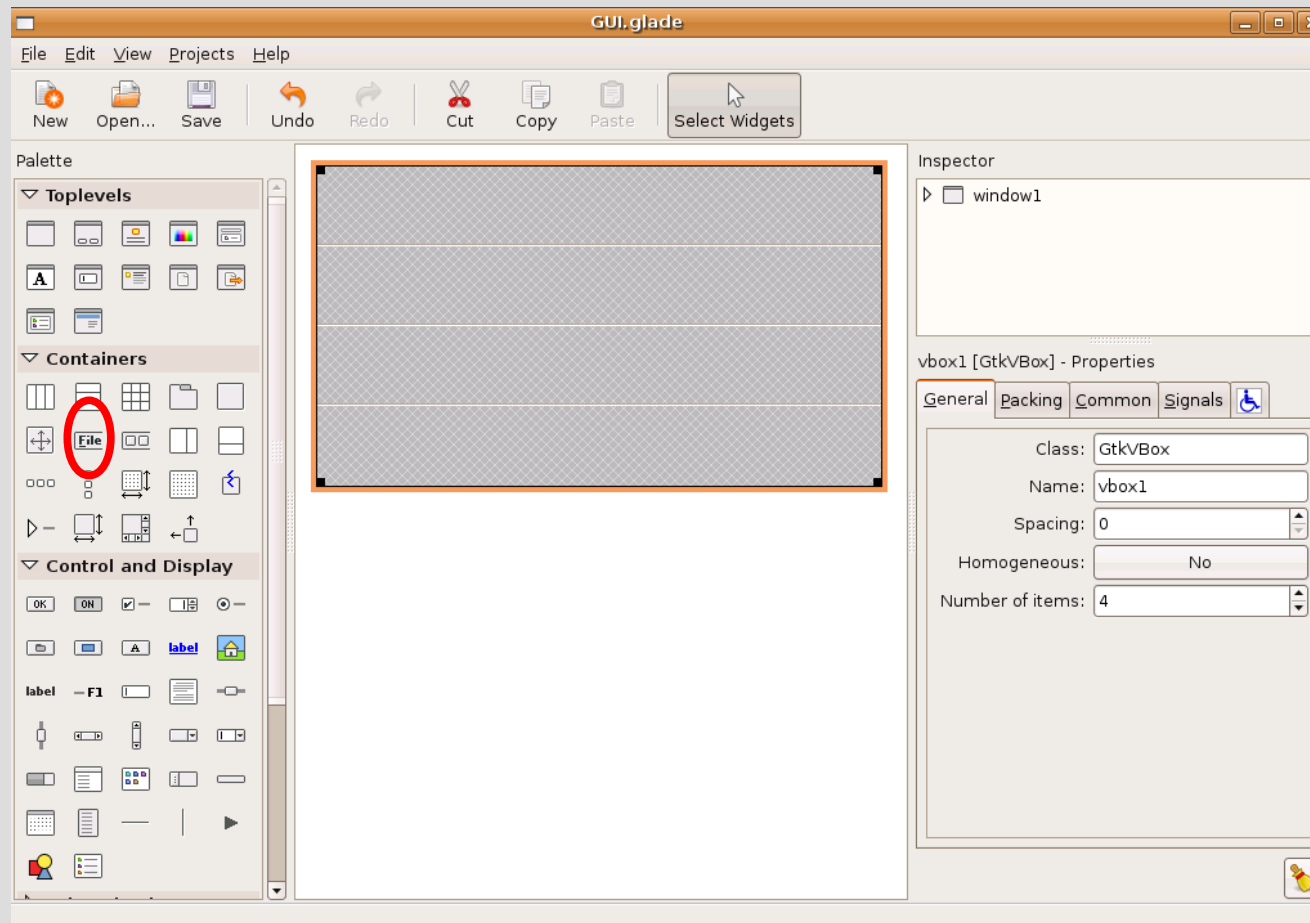 GUI.glade
File Edit View Projects Help
New Open... Save Undo Redo Cut Copy Paste Select Widgets
Palette
Toplevels
A
Containers
File
Control and Display
OK ON
A label
label F1
Inspector
window1
vbox1 [GtkVBox] - Properties
General Packing Common Signals
Class: GtkVBox
Name: vbox1
Spacing: 0
Homogeneous: No
Number of items: 4